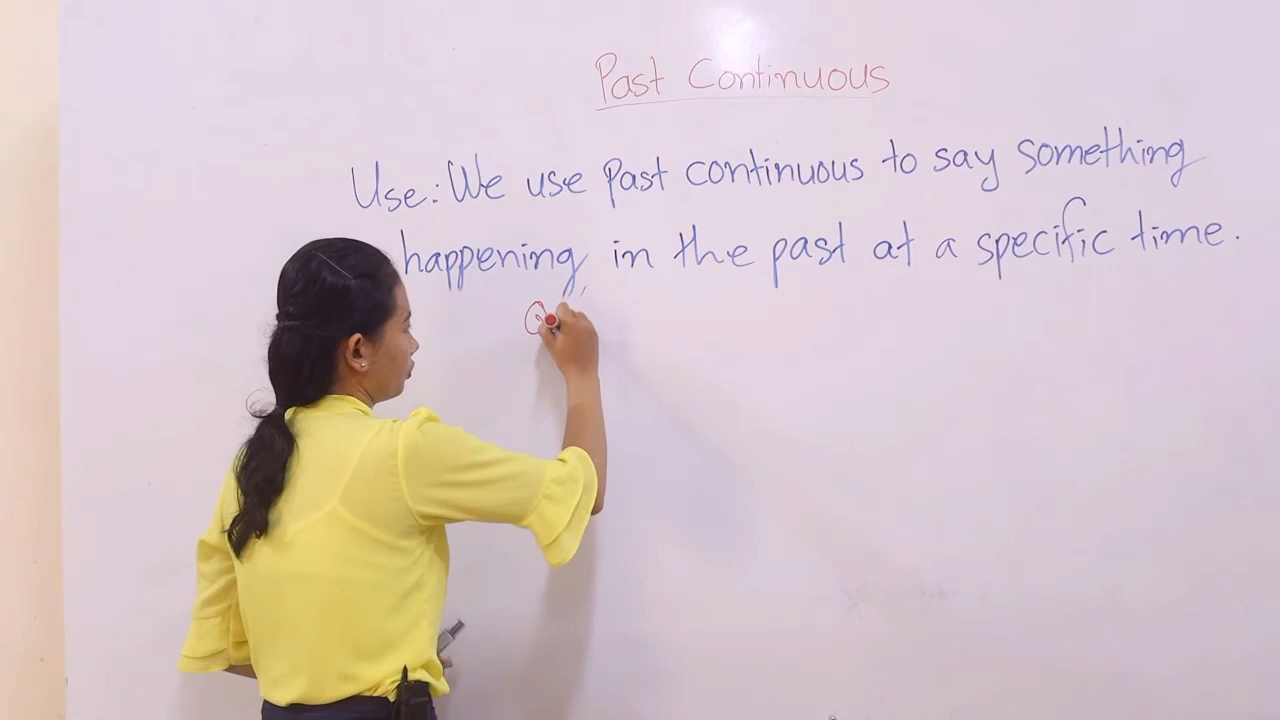 Past Continuous
Use: We use Past continuous to say something
happening in the past at a specific time.